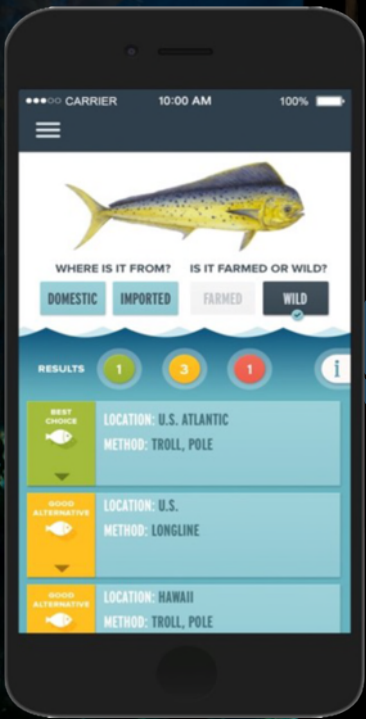 CARRIER 10:00 AM 100%
WHERE IS IT FROM? IS IT FARMED OR WILD?
DOMESTIC IMPORTED FARMED WILD
RESULTS 1 3 1 i
BEST
CHOICE
LOCATION: U.S. ATLANTIC
METHOD: TROLL, POLE
GOOD
ALTERNATIVE
LOCATION: U.S.
METHOD: LONGLINE
GOOD
ALTERNATIVE
LOCATION: HAWAII
METHOD: TROLL, POLE